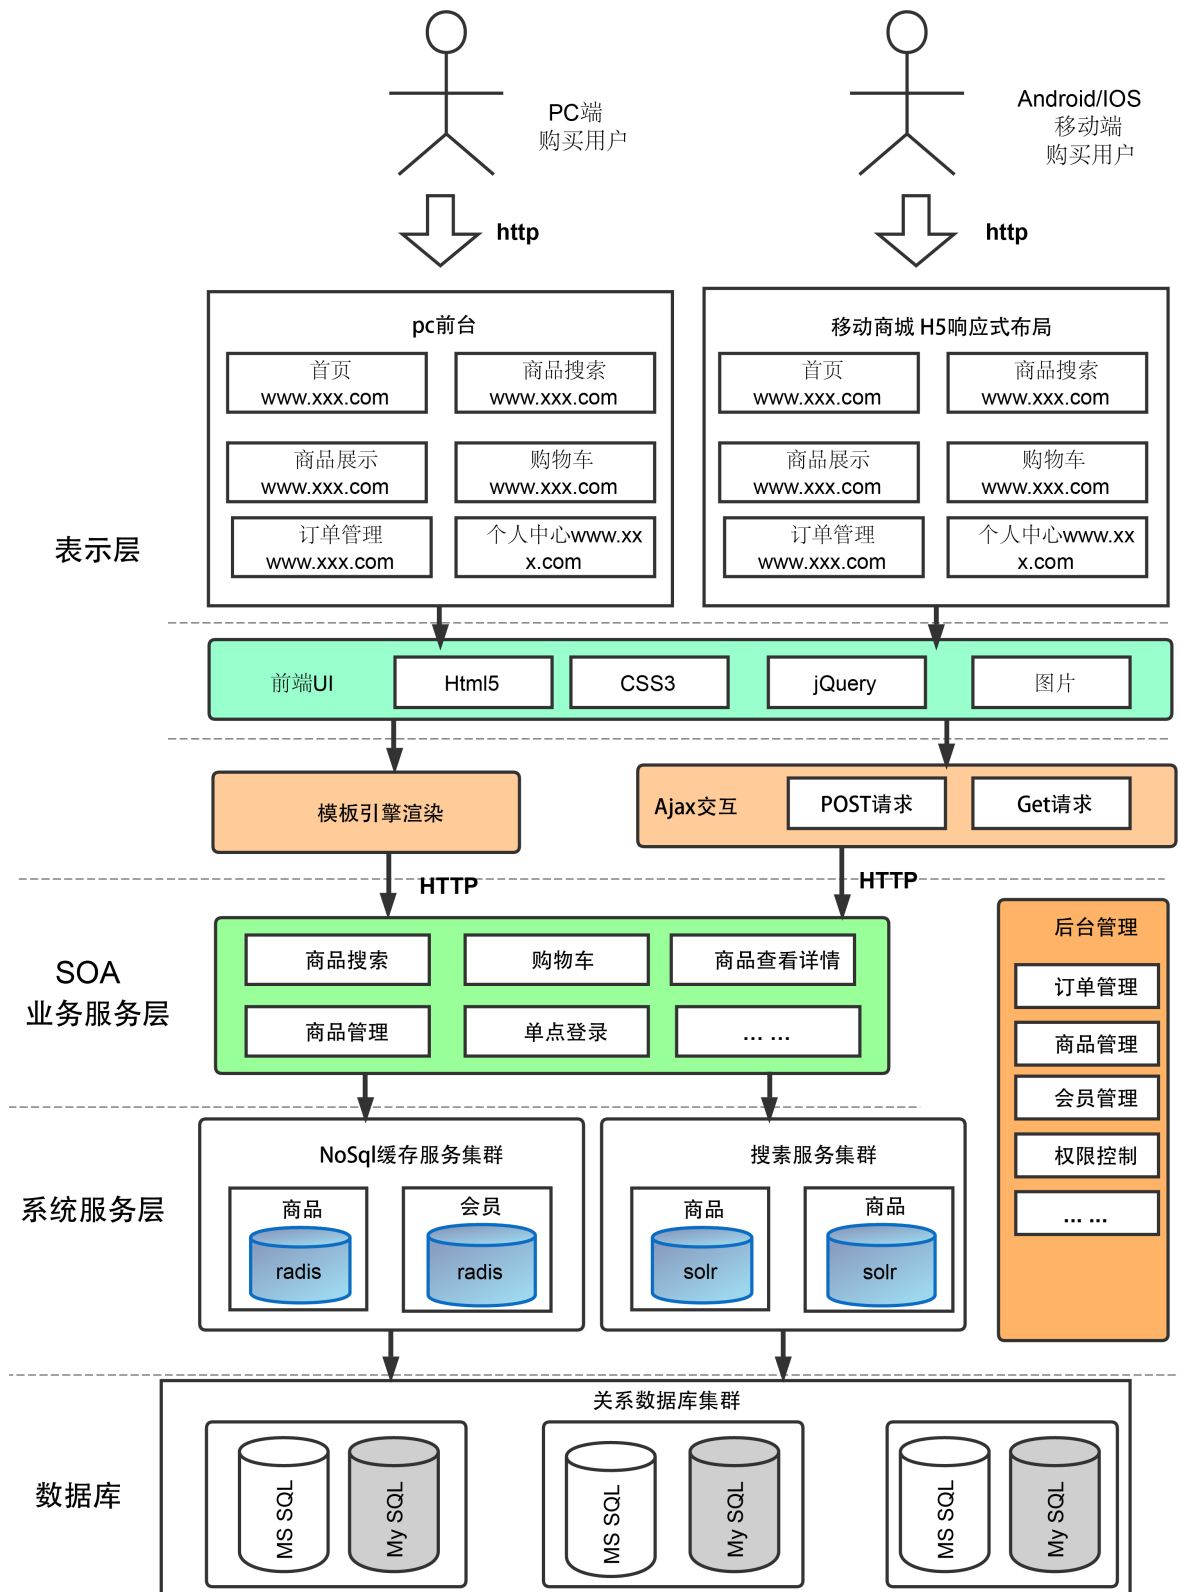 PC端
购买用户
Android/IOS
移动端
购买用户
http
http
pc前台
首页
www.xxx.com
商品搜索
www.xxx.com
商品展示
www.xxx.com
购物车
www.xxx.com
订单管理
www.xxx.com
个人中心www.xx
x.com
移动商城 H5响应式布局
首页
www.xxx.com
商品搜索
www.xxx.com
商品展示
www.xxx.com
购物车
www.xxx.com
订单管理
www.xxx.com
个人中心www.xx
x.com
表示层
前端UI
Html5
CSS3
jQuery
图片
模板引擎渲染
Ajax交互
POST请求
Get请求
HTTP
HTTP
SOA
业务服务层
商品搜索
购物车
商品查看详情
商品管理
单点登录
... ...
后台管理
订单管理
商品管理
会员管理
权限控制
... ...
系统服务层
NoSql缓存服务集群
商品
radis
会员
radis
搜素服务集群
商品
solr
商品
solr
数据库
关系数据库集群
MS SQL
My SQL
MS SQL
My SQL
MS SQL
My SQL